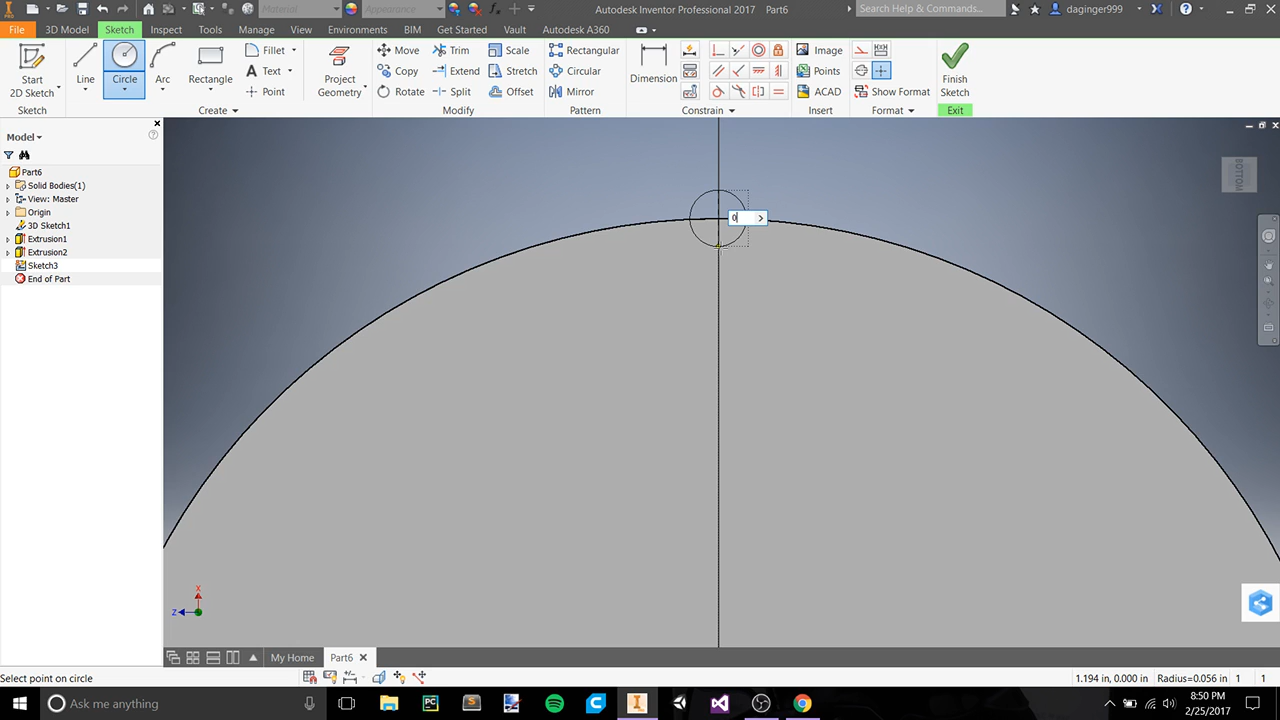 PRO
Material
Appearance
Autodesk Inventor Professional 2017 Part6
Search Help & Commands...
daginger999
File
3D Model
Sketch
Inspect
Tools
Manage
View
Environments
BIM
Get Started
Vault
Autodesk A360
Start
2D Sketch
Line
Circle
Arc
Rectangle
Fillet
Text
Point
Project
Geometry
Move
Trim
Scale
Copy
Extend
Stretch
Rotate
Split
Offset
Rectangular
Circular
Mirror
Dimension
Image
Points
ACAD
Show Format
Finish
Sketch
Sketch
Create
Modify
Pattern
Constrain
Insert
Format
Exit
Model
Part6
Solid Bodies(1)
View: Master
Origin
3D Sketch1
Extrusion1
Extrusion2
Sketch3
End of Part
BOTTOM
0
X
Z
My Home
Part6
Select point on circle
1.194 in, 0.000 in
Radius=0.056 in
1
1
Ask me anything
PC
8:50 PM
2/25/2017